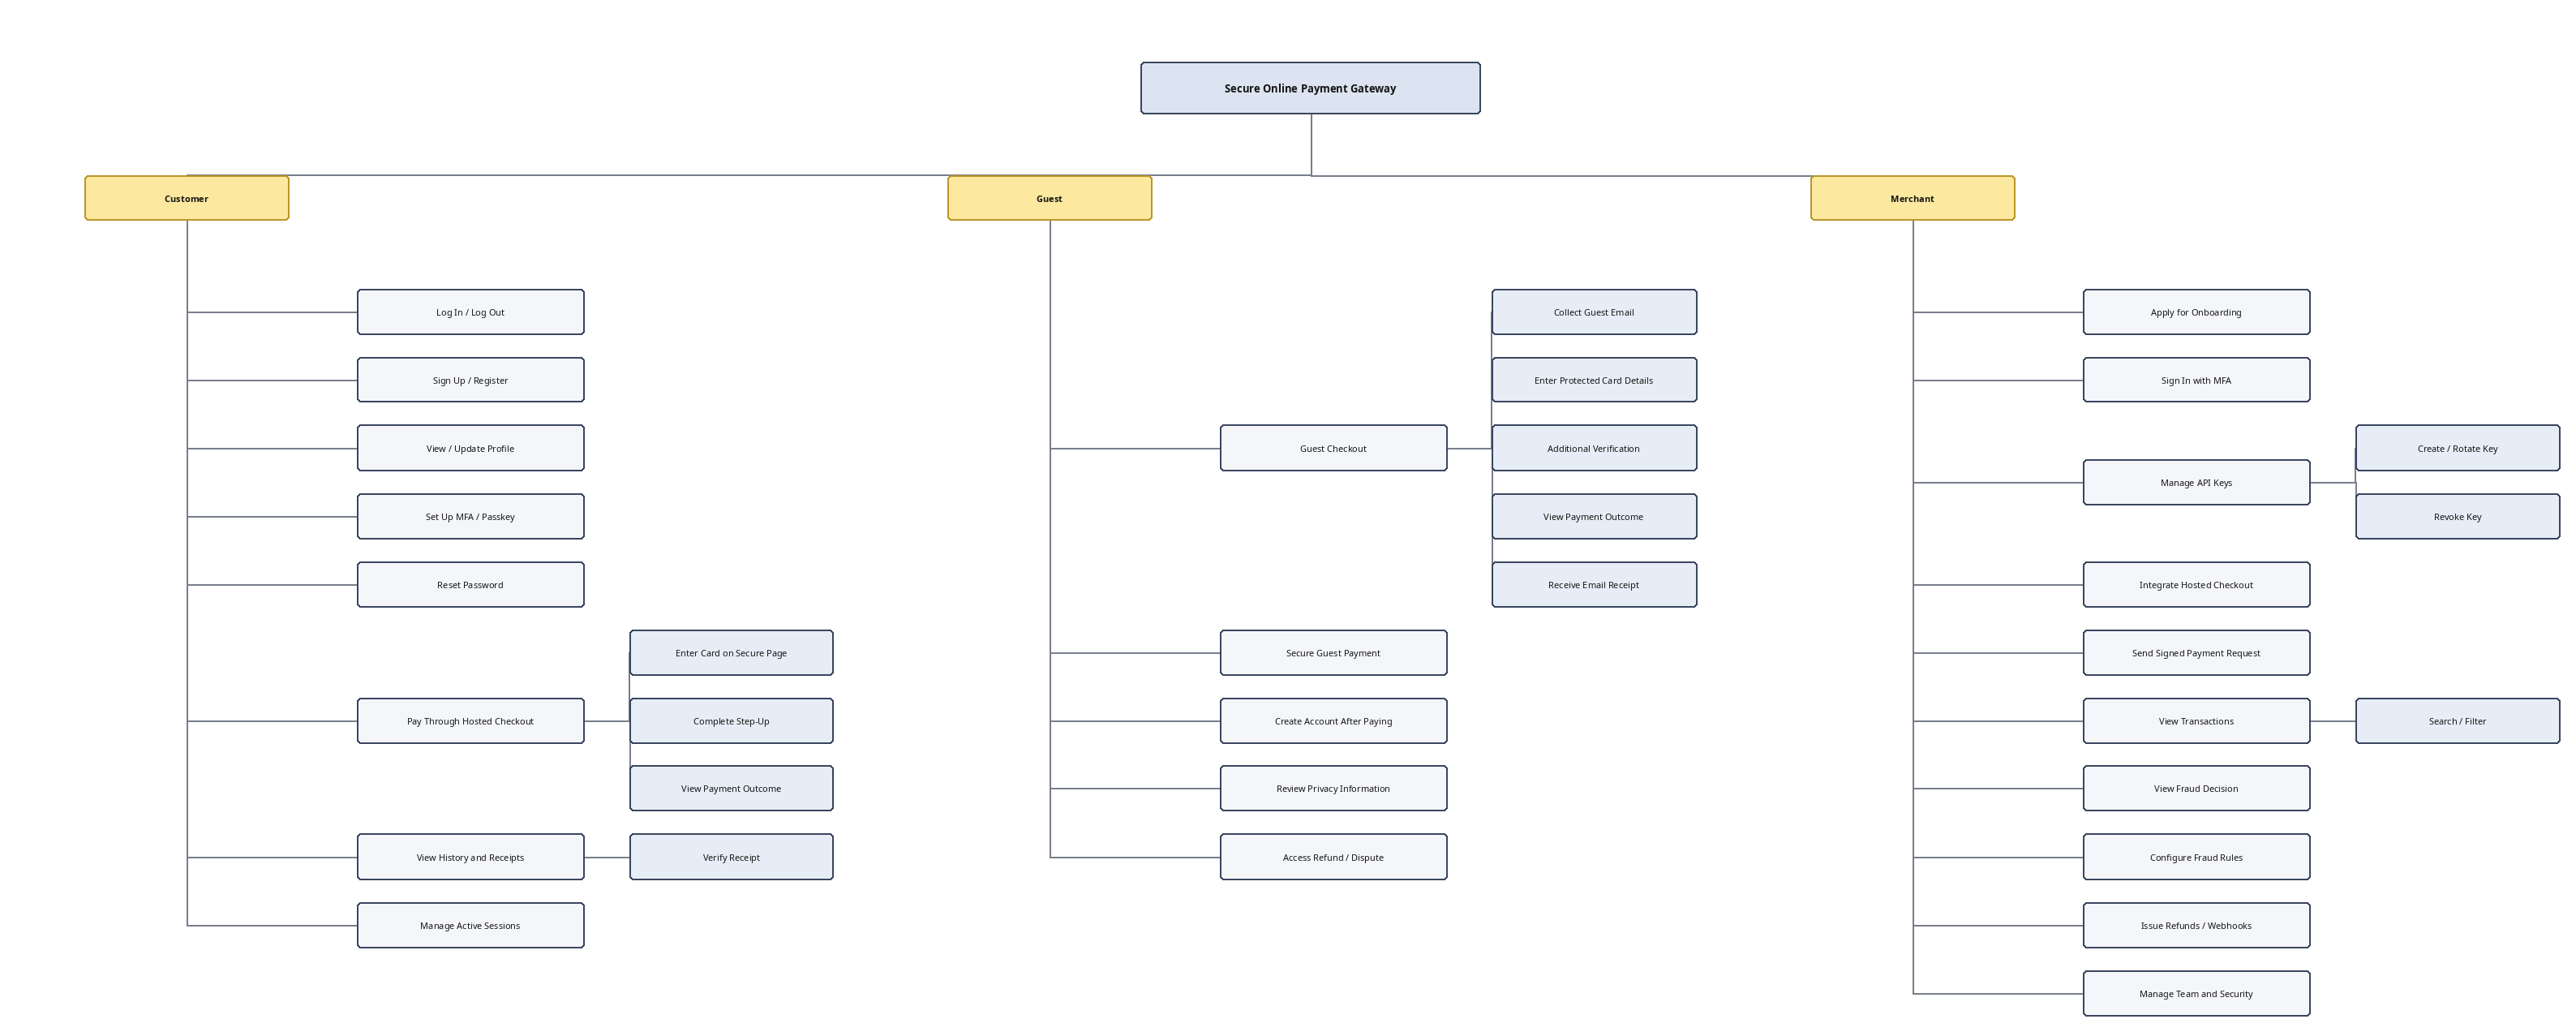 Secure Online Payment Gateway
Customer
Guest
Merchant
Log In / Log Out
Sign Up / Register
View / Update Profile
Set Up MFA / Passkey
Reset Password
Pay Through Hosted Checkout
Enter Card on Secure Page
Complete Step-Up
View Payment Outcome
View History and Receipts
Verify Receipt
Manage Active Sessions
Guest Checkout
Collect Guest Email
Enter Protected Card Details
Additional Verification
View Payment Outcome
Receive Email Receipt
Secure Guest Payment
Create Account After Paying
Review Privacy Information
Access Refund / Dispute
Apply for Onboarding
Sign In with MFA
Manage API Keys
Create / Rotate Key
Revoke Key
Integrate Hosted Checkout
Send Signed Payment Request
View Transactions
Search / Filter
View Fraud Decision
Configure Fraud Rules
Issue Refunds / Webhooks
Manage Team and Security